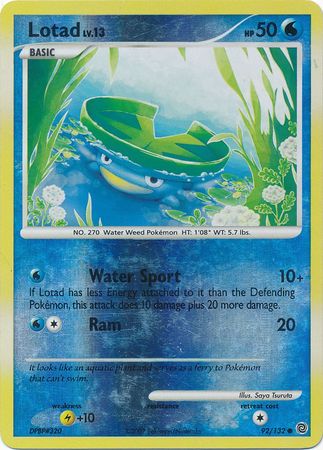 Lotad LV.13 HP 50
BASIC
NO. 270 Water Weed Pokémon HT: 1'08" WT: 5.7 lbs.
Water Sport 10+
If Lotad has less Energy attached to it than the Defending
Pokémon, this attack does 10 damage plus 20 more damage.
Ram 20
It looks like an aquatic plant and serves as a ferry to Pokémon
that can't swim.
weakness resistance retreat cost
+10
Illus. Saya Tsuruta
DPBP#320 92/132